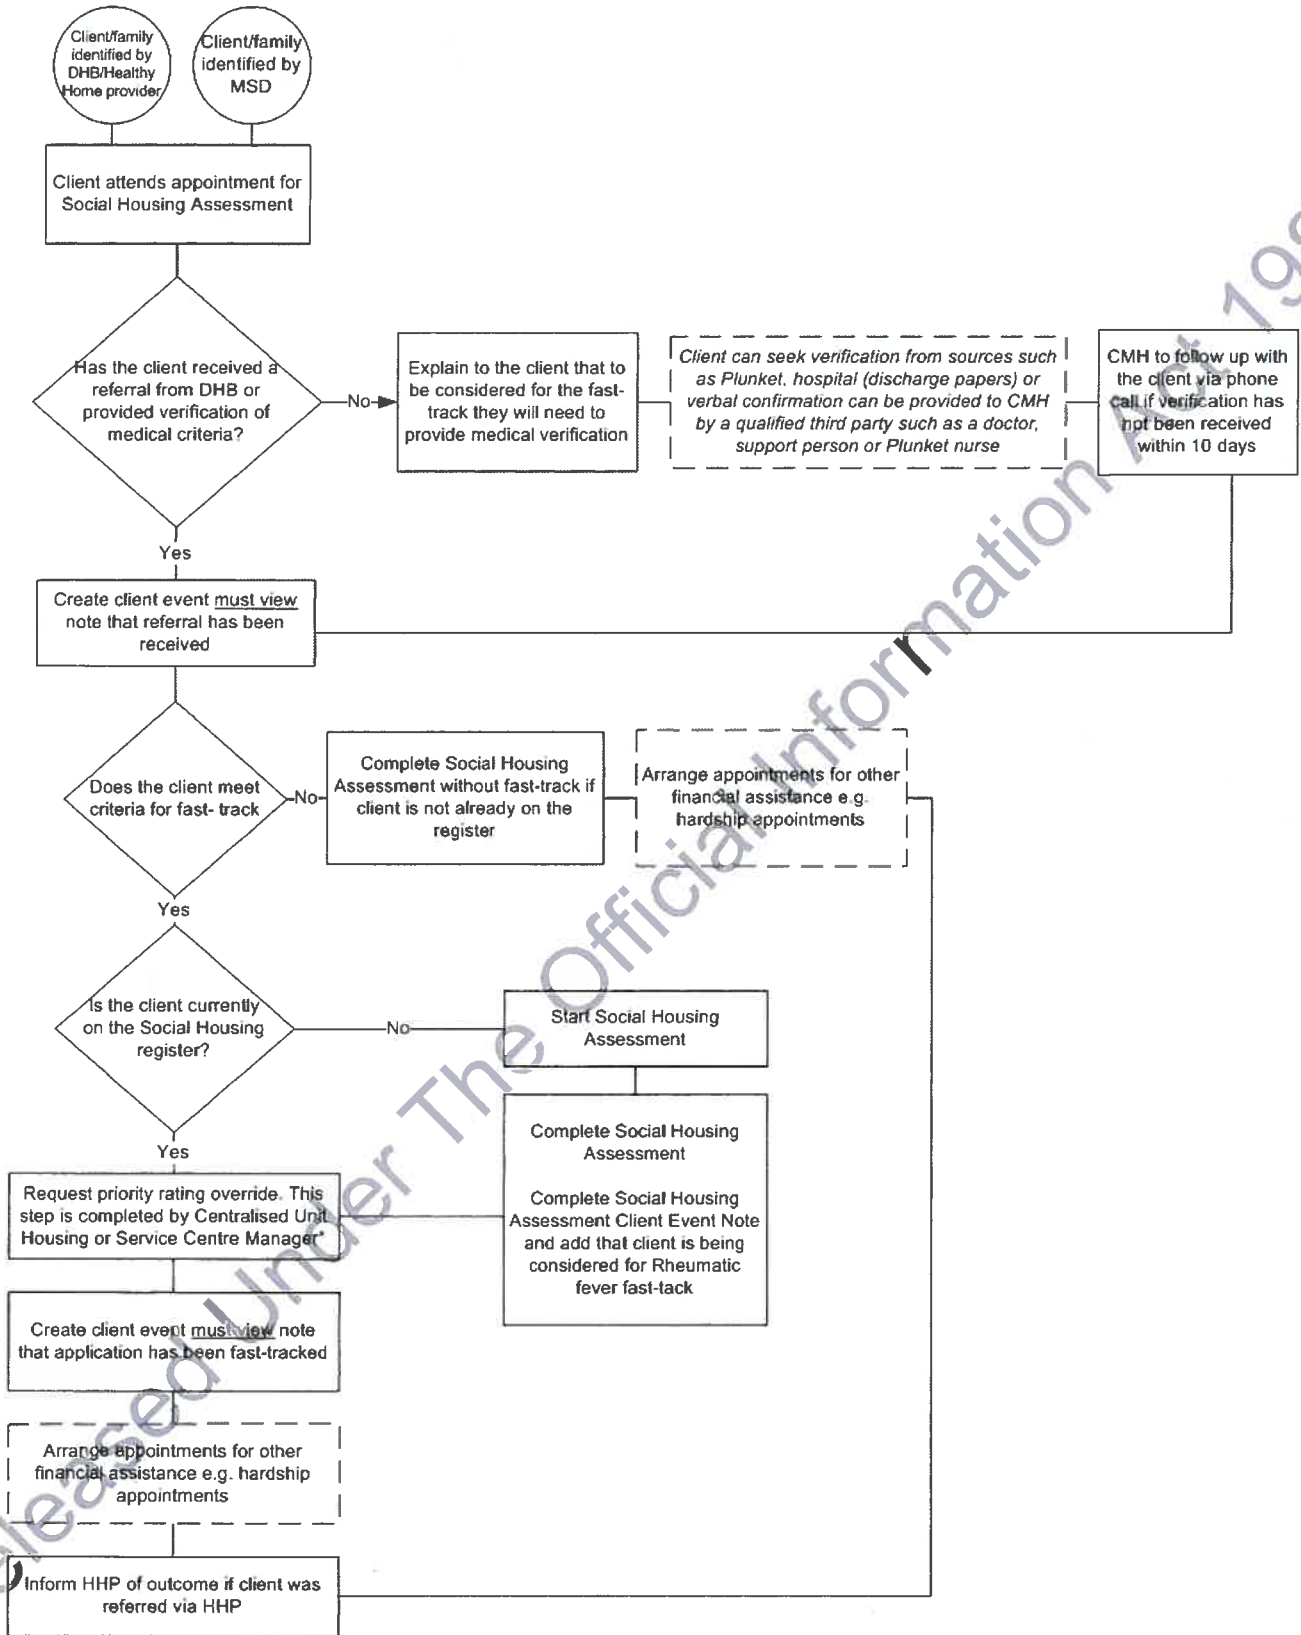 Client/family
identified by
DHB/Healthy
Home provider
Client/family
identified by
MSD
Client attends appointment for
Social Housing Assessment
Has the client received a
referral from DHB or
provided verification of
medical criteria?
No
Explain to the client that to
be considered for the fast-
track they will need to
provide medical verification
Client can seek verification from sources such
as Plunket, hospital (discharge papers) or
verbal confirmation can be provided to CMH
by a qualified third party such as a doctor,
support person or Plunket nurse
CMH to follow up with
the client via phone
call if verification has
not been received
within 10 days
Yes
Create client event must view
note that referral has been
received
Does the client meet
criteria for fast- track
No
Complete Social Housing
Assessment without fast-track if
client is not already on the
register
Arrange appointments for other
financial assistance e.g.
hardship appointments
Yes
Is the client currently
on the Social Housing
register?
No
Start Social Housing
Assessment
Complete Social Housing
Assessment
Complete Social Housing
Assessment Client Event Note
and add that client is being
considered for Rheumatic
fever fast-tack
Yes
Request priority rating override. This
step is completed by Centralised Unit
Housing or Service Centre Manager*
Create client event must view note
that application has been fast-tracked
Arrange appointments for other
financial assistance e.g. hardship
appointments
Inform HHP of outcome if client was
referred via HHP
eleased Under The Official Information Act 198